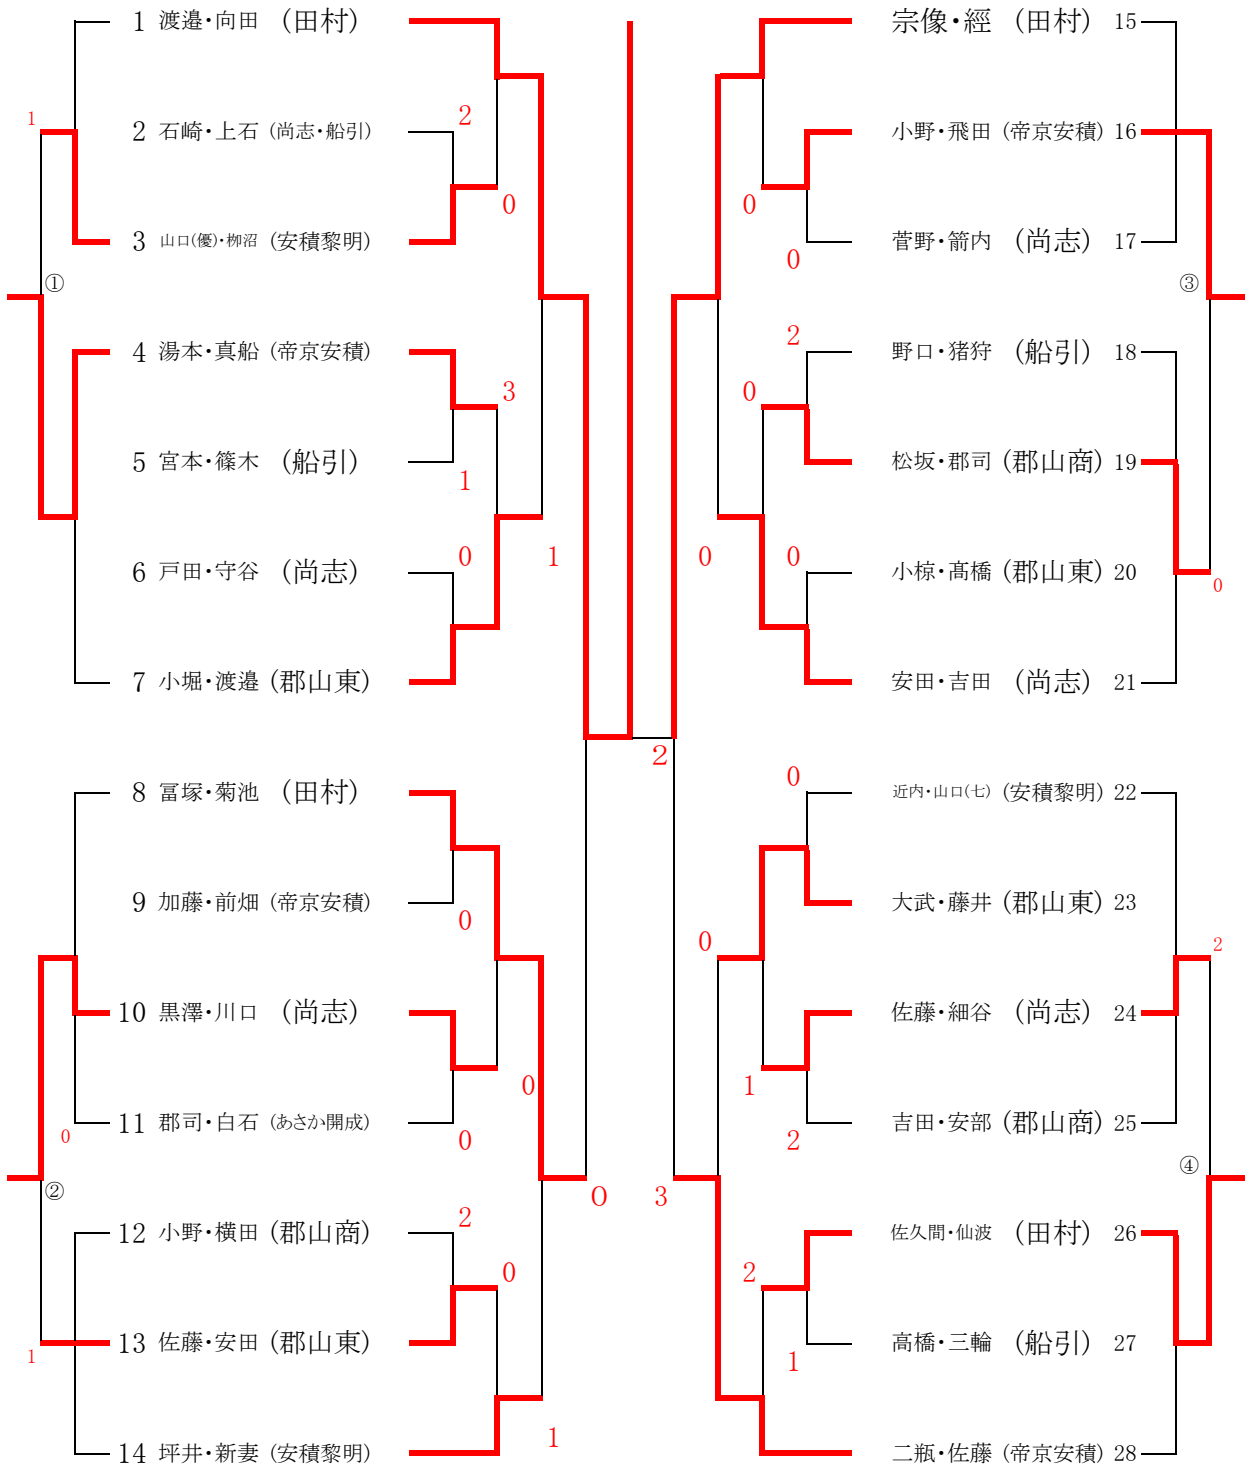 1 渡邉・向田 (田村)
宗像・經 (田村) 15
2
1
2 石崎・上石 (尚志・船引)
小野・飛田 (帝京安積) 16
0
0
3 山口(優)・栁沼 (安積黎明)
菅野・箭内 (尚志) 17
0
①
③
2
4 湯本・真船 (帝京安積)
野口・猪狩 (船引) 18
3
0
5 宮本・篠木 (船引)
松坂・郡司 (郡山商) 19
1
0
1
0
0
6 戸田・守谷 (尚志)
小椋・髙橋 (郡山東) 20
0
7 小堀・渡邉 (郡山東)
安田・吉田 (尚志) 21
2
0
8 冨塚・菊池 (田村)
近内・山口(七) (安積黎明) 22
9 加藤・前畑 (帝京安積)
大武・藤井 (郡山東) 23
0
0
2
10 黒澤・川口 (尚志)
佐藤・細谷 (尚志) 24
0
1
11 郡司・白石 (あさか開成)
吉田・安部 (郡山商) 25
0
0
2
④
②
0
3
2
12 小野・横田 (郡山商)
佐久間・仙波 (田村) 26
0
2
13 佐藤・安田 (郡山東)
高橋・三輪 (船引) 27
1
1
1
14 坪井・新妻 (安積黎明)
二瓶・佐藤 (帝京安積) 28